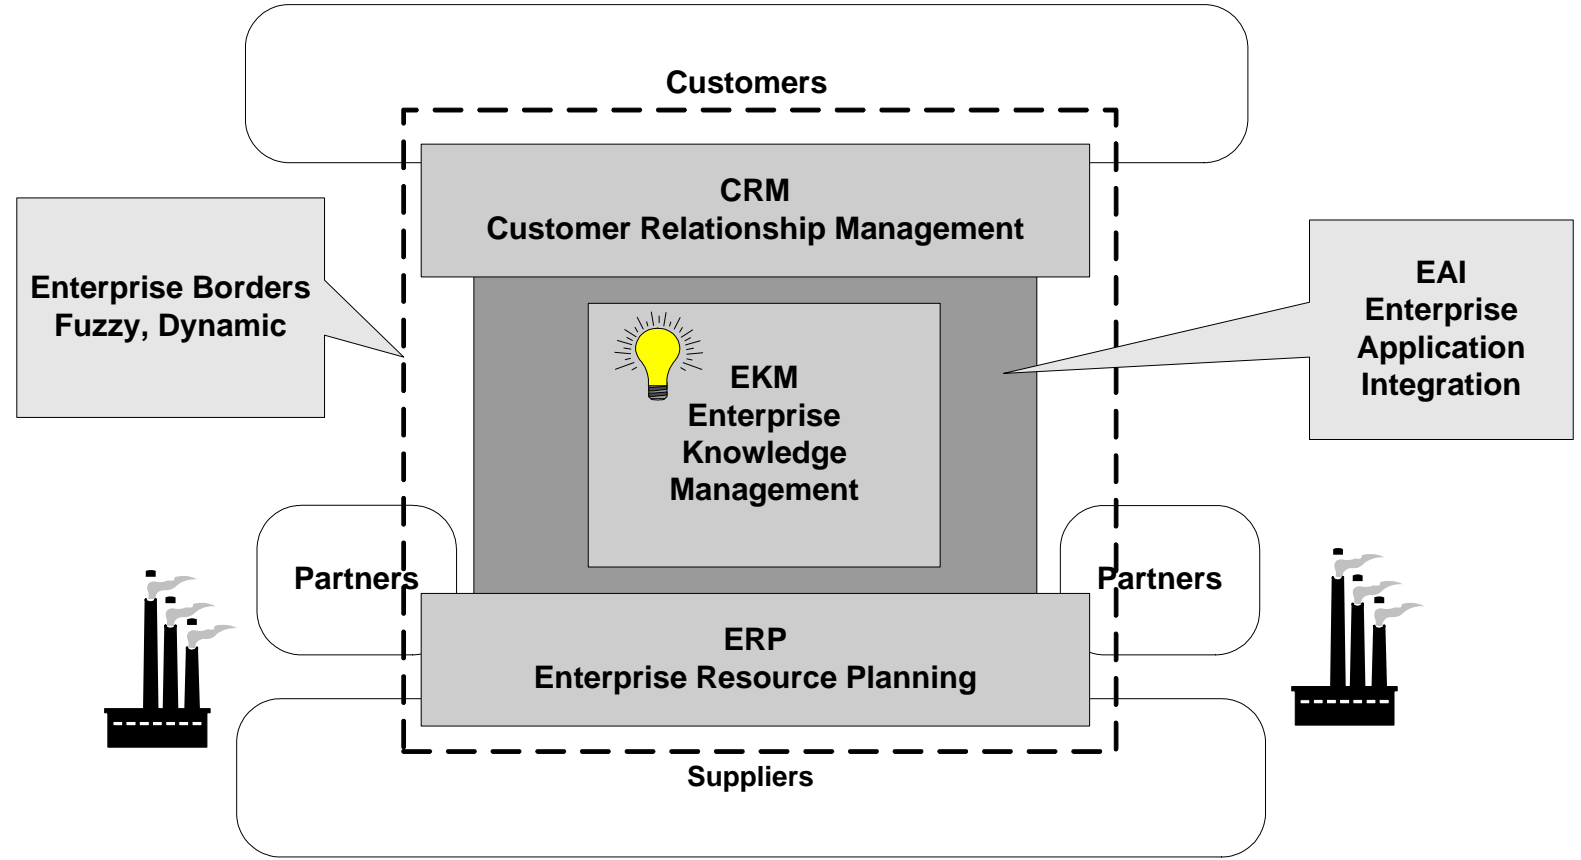 Customers
CRM
Customer Relationship Management
Enterprise Borders
Fuzzy, Dynamic
EAI
Enterprise
Application
Integration
EKM
Enterprise
Knowledge
Management
Partners
Partners
ERP
Enterprise Resource Planning
Suppliers